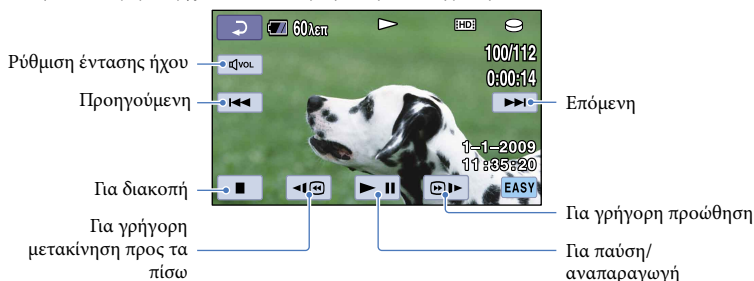 60λεπ
HD
100/112
0:00:14
Ρύθμιση έντασης ήχου
VOL
Προηγούμενη
Επόμενη
1-1-2009
11:35:20
Για διακοπή
EASY
Για γρήγορη
μετακίνηση προς τα
πίσω
Για γρήγορη προώθηση
Για παύση/
αναπαραγωγή